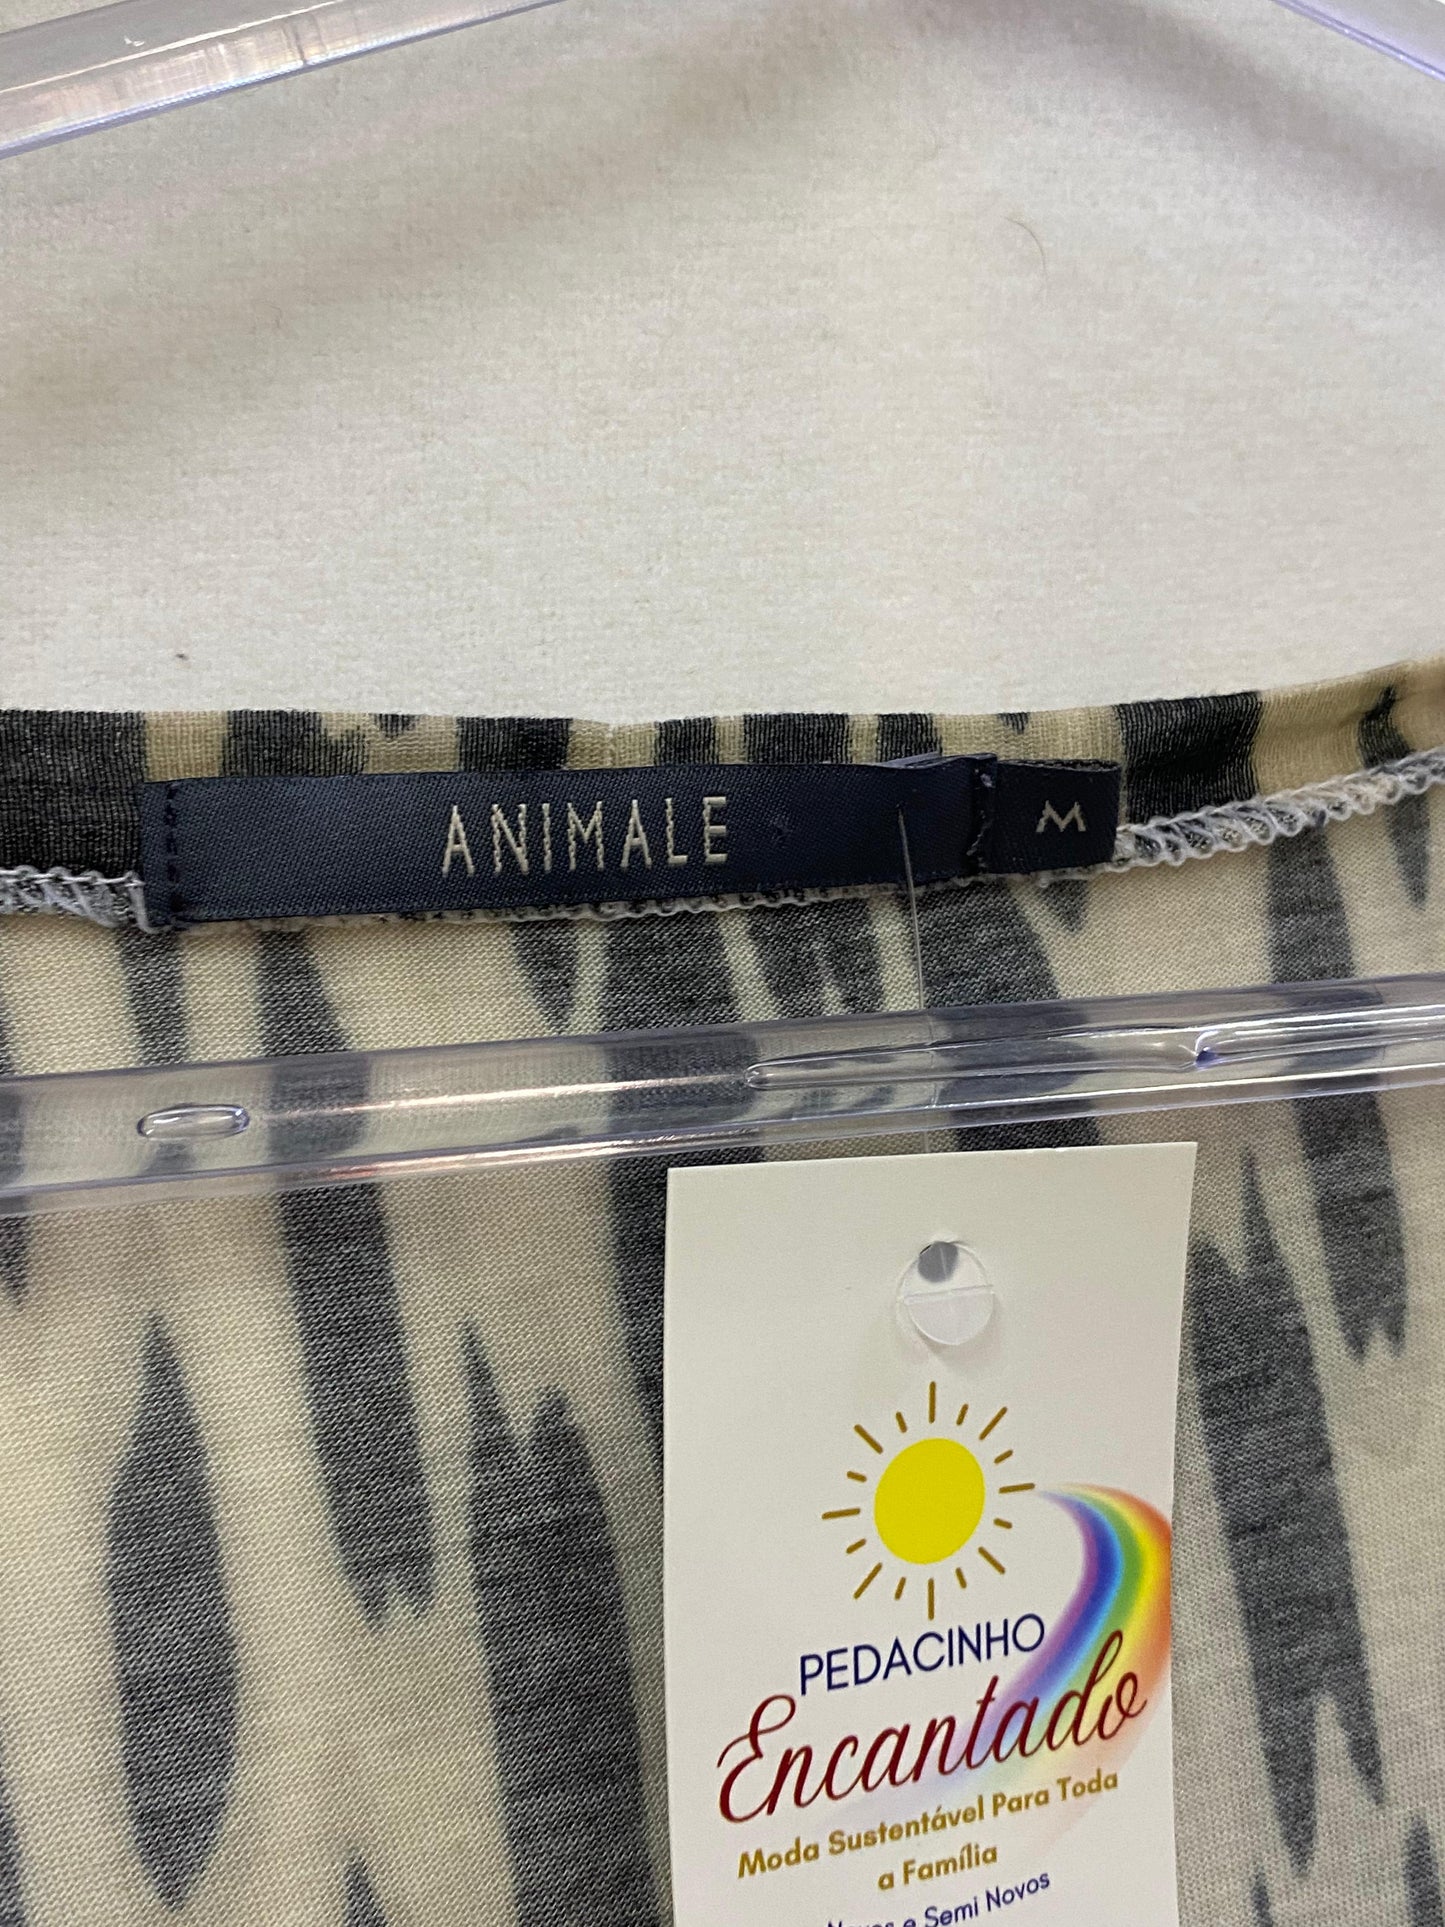 ANIMALE M
PEDACINHO
Encantado
Moda Sustentável Para Toda
a Família
e Semi Novos